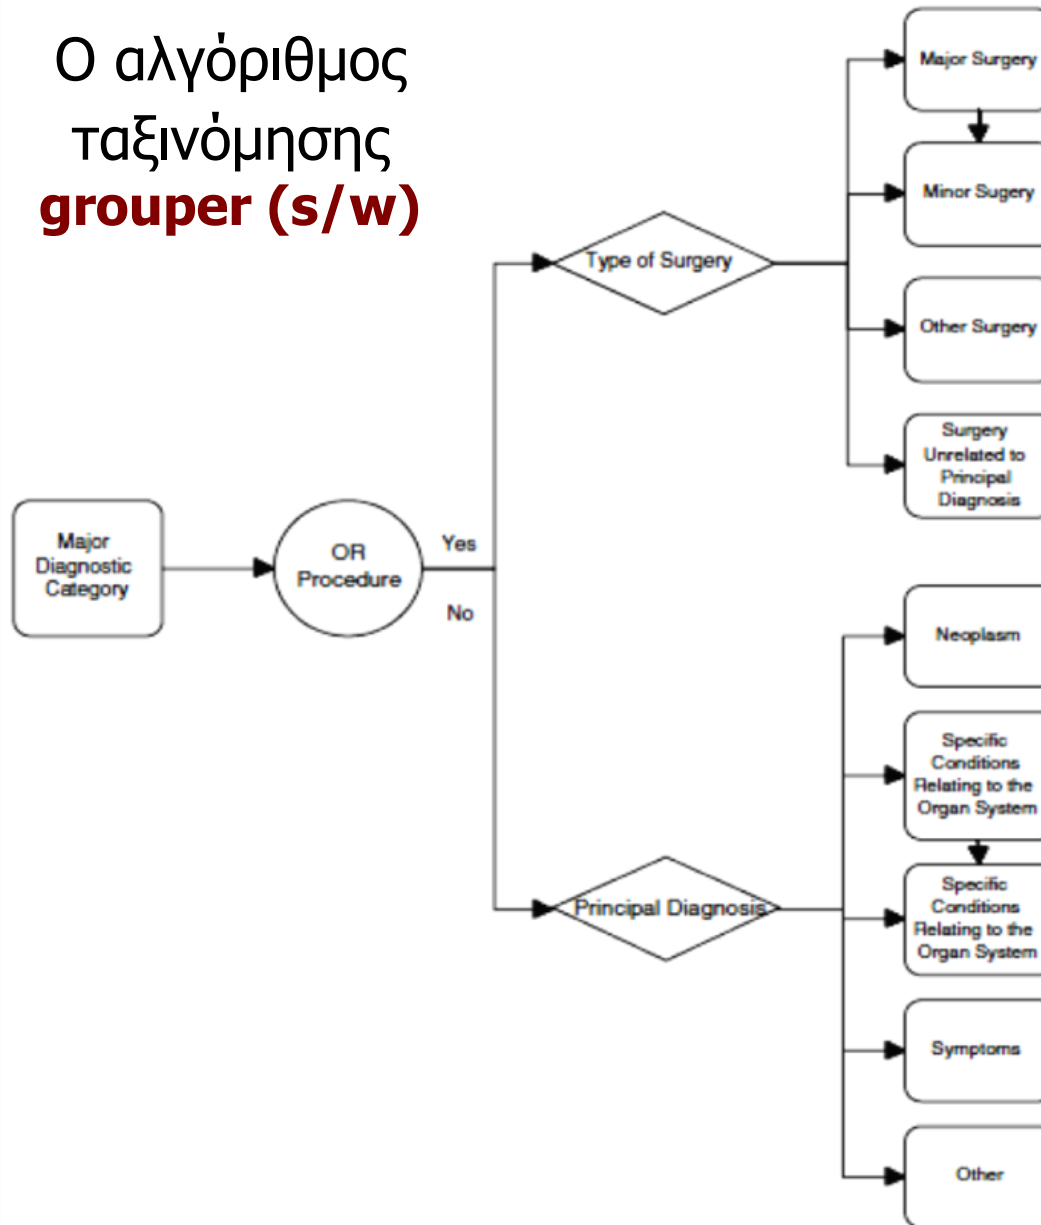 Ο αλγόριθμος
ταξινόμησης
grouper (s/w)
Major Surgery
Minor Sugery
Type of Surgery
Other Surgery
Surgery
Unrelated to
Principal
Diagnosis
Major
Diagnostic
Category
OR
Procedure
Yes
No
Neoplasm
Specific
Conditions
Relating to the
Organ System
Principal Diagnosis
Specific
Conditions
Relating to the
Organ System
Symptoms
Other